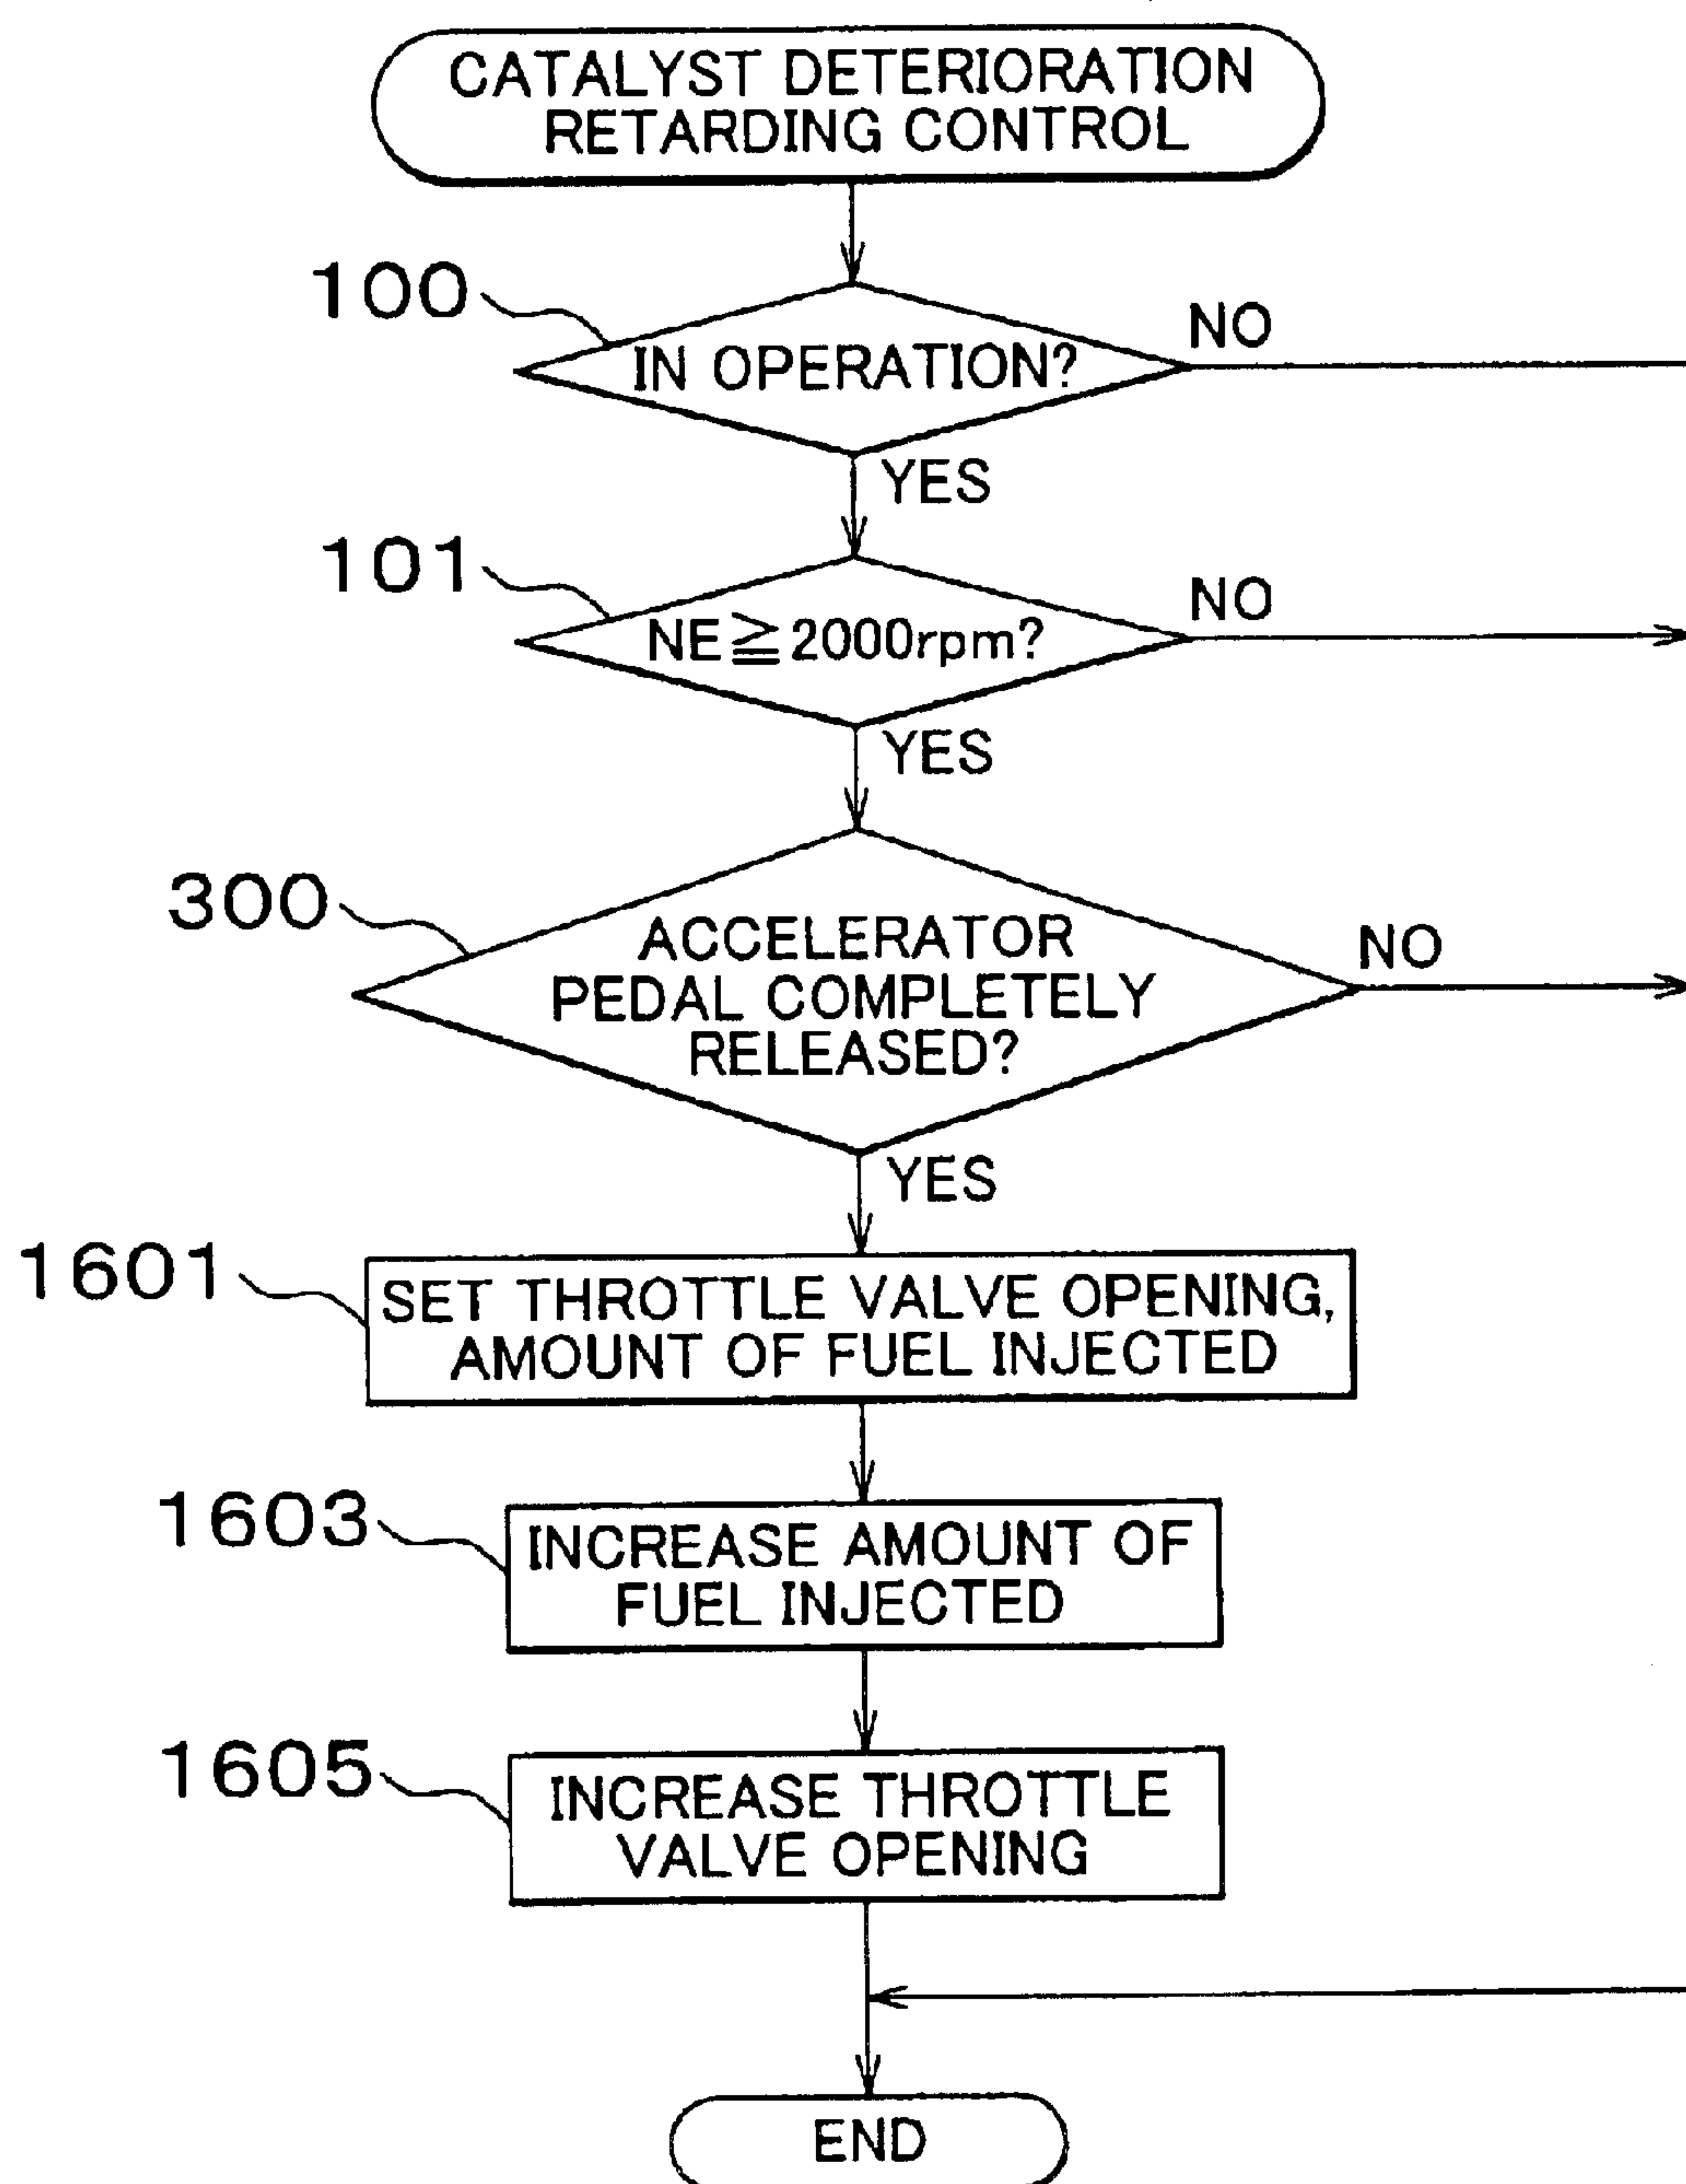 CATALYST DETERIORATION
RETARDING CONTROL
100
IN OPERATION?
NO
YES
101
NE≧2000rpm?
NO
YES
300
ACCELERATOR
PEDAL COMPLETELY
RELEASED?
NO
YES
1601
SET THROTTLE VALVE OPENING,
AMOUNT OF FUEL INJECTED
1603
INCREASE AMOUNT OF
FUEL INJECTED
1605
INCREASE THROTTLE
VALVE OPENING
END